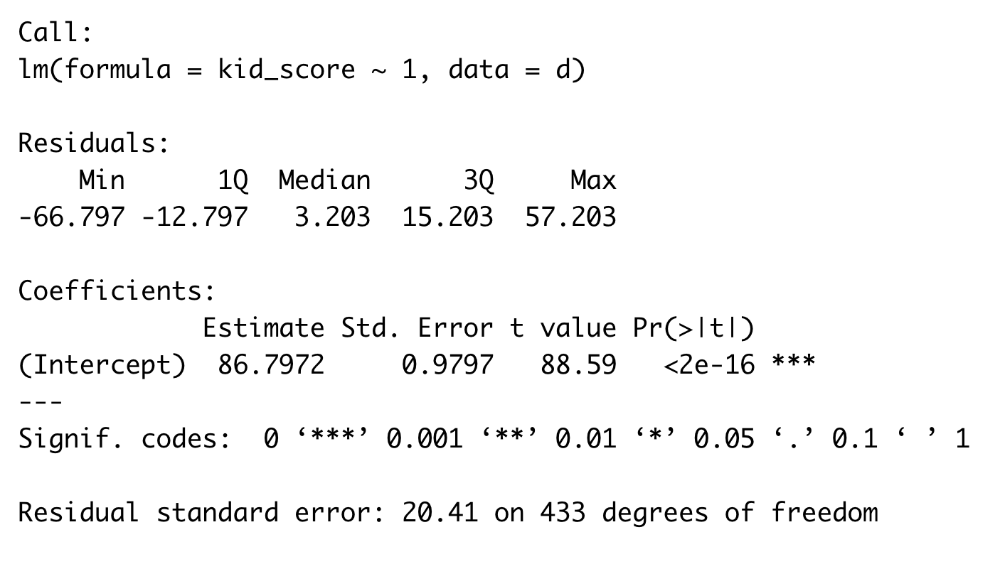 Call:
lm(formula = kid_score ~ 1, data = d)
Residuals:
    Min      1Q  Median      3Q     Max
-66.797 -12.797   3.203  15.203  57.203
Coefficients:
            Estimate Std. Error t value Pr(>|t|)
(Intercept)  86.7972     0.9797   88.59   <2e-16 ***
---
Signif. codes:  0 ‘***’ 0.001 ‘**’ 0.01 ‘*’ 0.05 ‘.’ 0.1 ‘ ’ 1
Residual standard error: 20.41 on 433 degrees of freedom